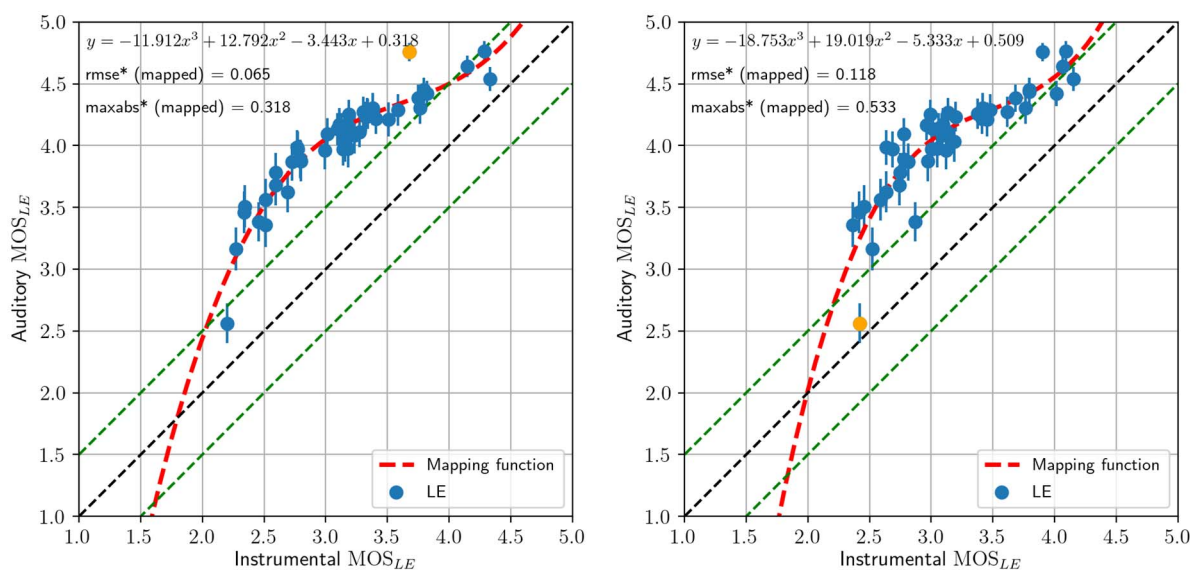 y = −11.912x³ + 12.792x² − 3.443x + 0.318
rmse* (mapped) = 0.065
maxabs* (mapped) = 0.318
5.0
4.5
4.0
3.5
3.0
2.5
2.0
1.5
1.0
Auditory MOS_LE
Mapping function
LE
1.0 1.5 2.0 2.5 3.0 3.5 4.0 4.5 5.0
Instrumental MOS_LE
y = −18.753x³ + 19.019x² − 5.333x + 0.509
rmse* (mapped) = 0.118
maxabs* (mapped) = 0.533
5.0
4.5
4.0
3.5
3.0
2.5
2.0
1.5
1.0
Auditory MOS_LE
Mapping function
LE
1.0 1.5 2.0 2.5 3.0 3.5 4.0 4.5 5.0
Instrumental MOS_LE